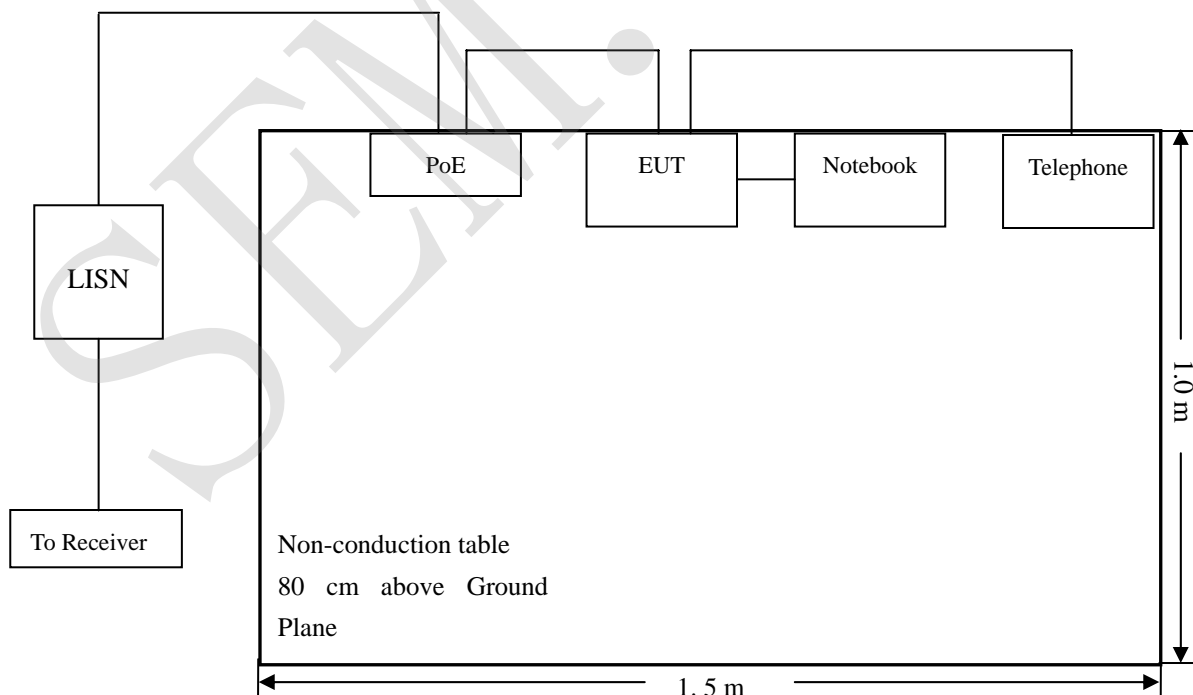 PoE
EUT
Notebook
Telephone
LISN
1.0 m
To Receiver
Non-conduction table
80 cm above Ground
Plane
1. 5 m
SEM.